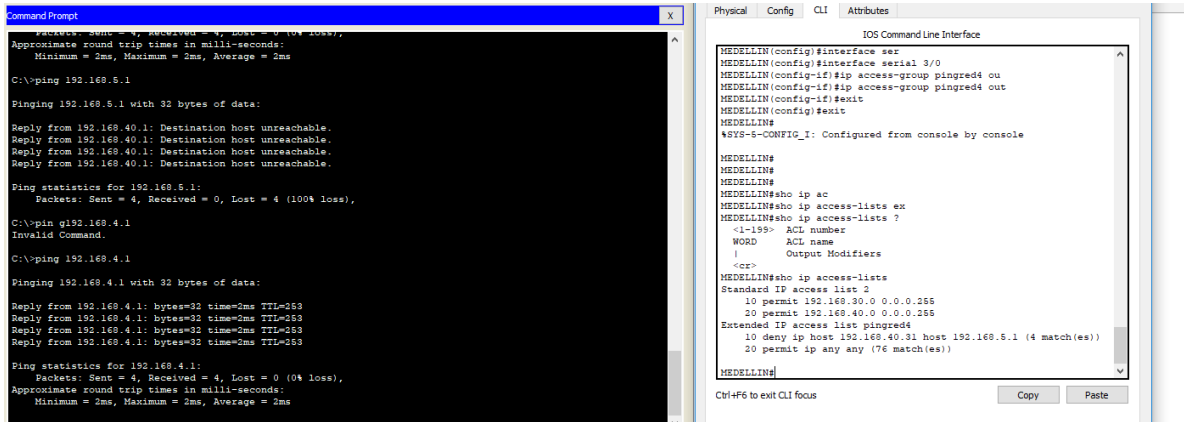 Command Prompt
X
Packets: Sent = 4, Received = 4, Lost = 0 (0% loss),
Approximate round trip times in milli-seconds:
Minimum = 2ms, Maximum = 2ms, Average = 2ms
C:\>ping 192.168.5.1
Pinging 192.168.5.1 with 32 bytes of data:
Reply from 192.168.40.1: Destination host unreachable.
Reply from 192.168.40.1: Destination host unreachable.
Reply from 192.168.40.1: Destination host unreachable.
Reply from 192.168.40.1: Destination host unreachable.
Ping statistics for 192.168.5.1:
Packets: Sent = 4, Received = 0, Lost = 4 (100% loss),
C:\>pin g192.168.4.1
Invalid Command.
C:\>ping 192.168.4.1
Pinging 192.168.4.1 with 32 bytes of data:
Reply from 192.168.4.1: bytes=32 time=2ms TTL=253
Reply from 192.168.4.1: bytes=32 time=2ms TTL=253
Reply from 192.168.4.1: bytes=32 time=2ms TTL=253
Reply from 192.168.4.1: bytes=32 time=2ms TTL=253
Ping statistics for 192.168.4.1:
Packets: Sent = 4, Received = 4, Lost = 0 (0% loss),
Approximate round trip times in milli-seconds:
Minimum = 2ms, Maximum = 2ms, Average = 2ms
Physical Config CLI Attributes
IOS Command Line Interface
MEDELLIN(config)#interface ser
MEDELLIN(config)#interface serial 3/0
MEDELLIN(config-if)#ip access-group pingred4 ou
MEDELLIN(config-if)#ip access-group pingred4 out
MEDELLIN(config-if)#exit
MEDELLIN(config)#exit
MEDELLIN#
%SYS-5-CONFIG_I: Configured from console by console
MEDELLIN#
MEDELLIN#
MEDELLIN#
MEDELLIN#sho ip ac
MEDELLIN#sho ip access-lists ex
MEDELLIN#sho ip access-lists ?
<1-199> ACL number
WORD ACL name
| Output Modifiers
<cr>
MEDELLIN#sho ip access-lists
Standard IP access list 2
10 permit 192.168.30.0 0.0.0.255
20 permit 192.168.40.0 0.0.0.255
Extended IP access list pingred4
10 deny ip host 192.168.40.31 host 192.168.5.1 (4 match(es))
20 permit ip any any (76 match(es))
MEDELLIN#
Ctrl+F6 to exit CLI focus
Copy Paste